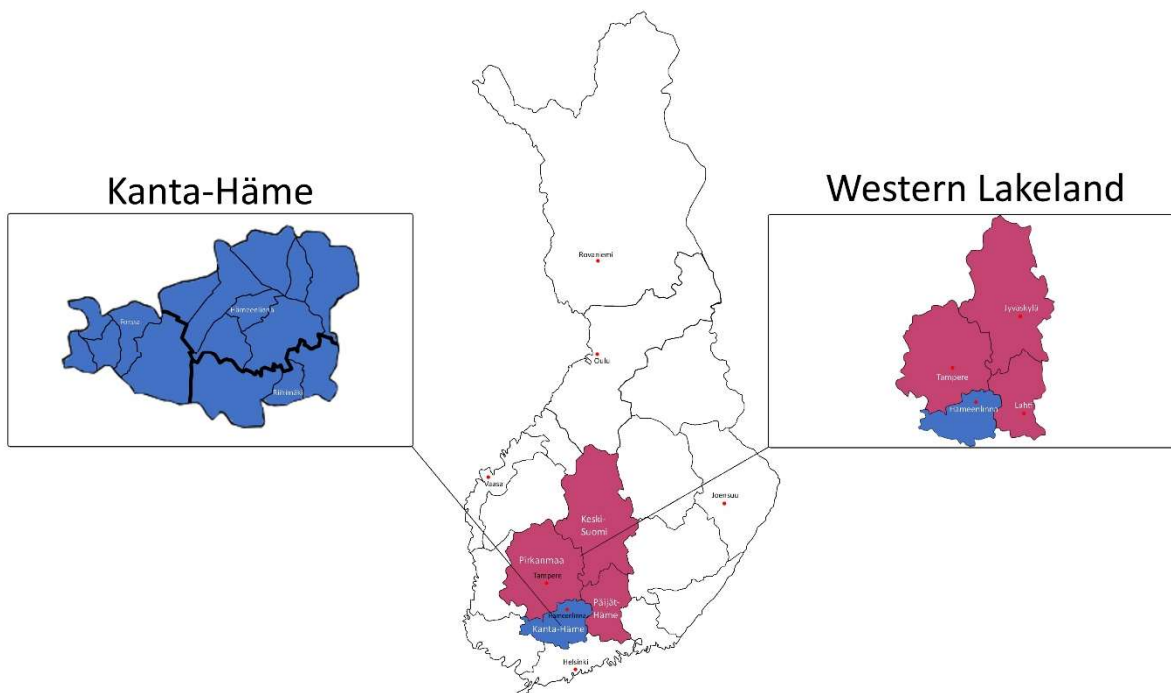 Kanta-Häme
Western Lakeland
Forssa
Hämeelinna
Riihimäki
Rovaniemi
Oulu
Vaasa
Joensuu
Keski-
Suomi
Pirkanmaa
Tampere
Päijät-
Häme
Hämeenlinna
Kanta-Häme
Helsinki
Jyväskylä
Tampere
Hämeenlinna
Lahti